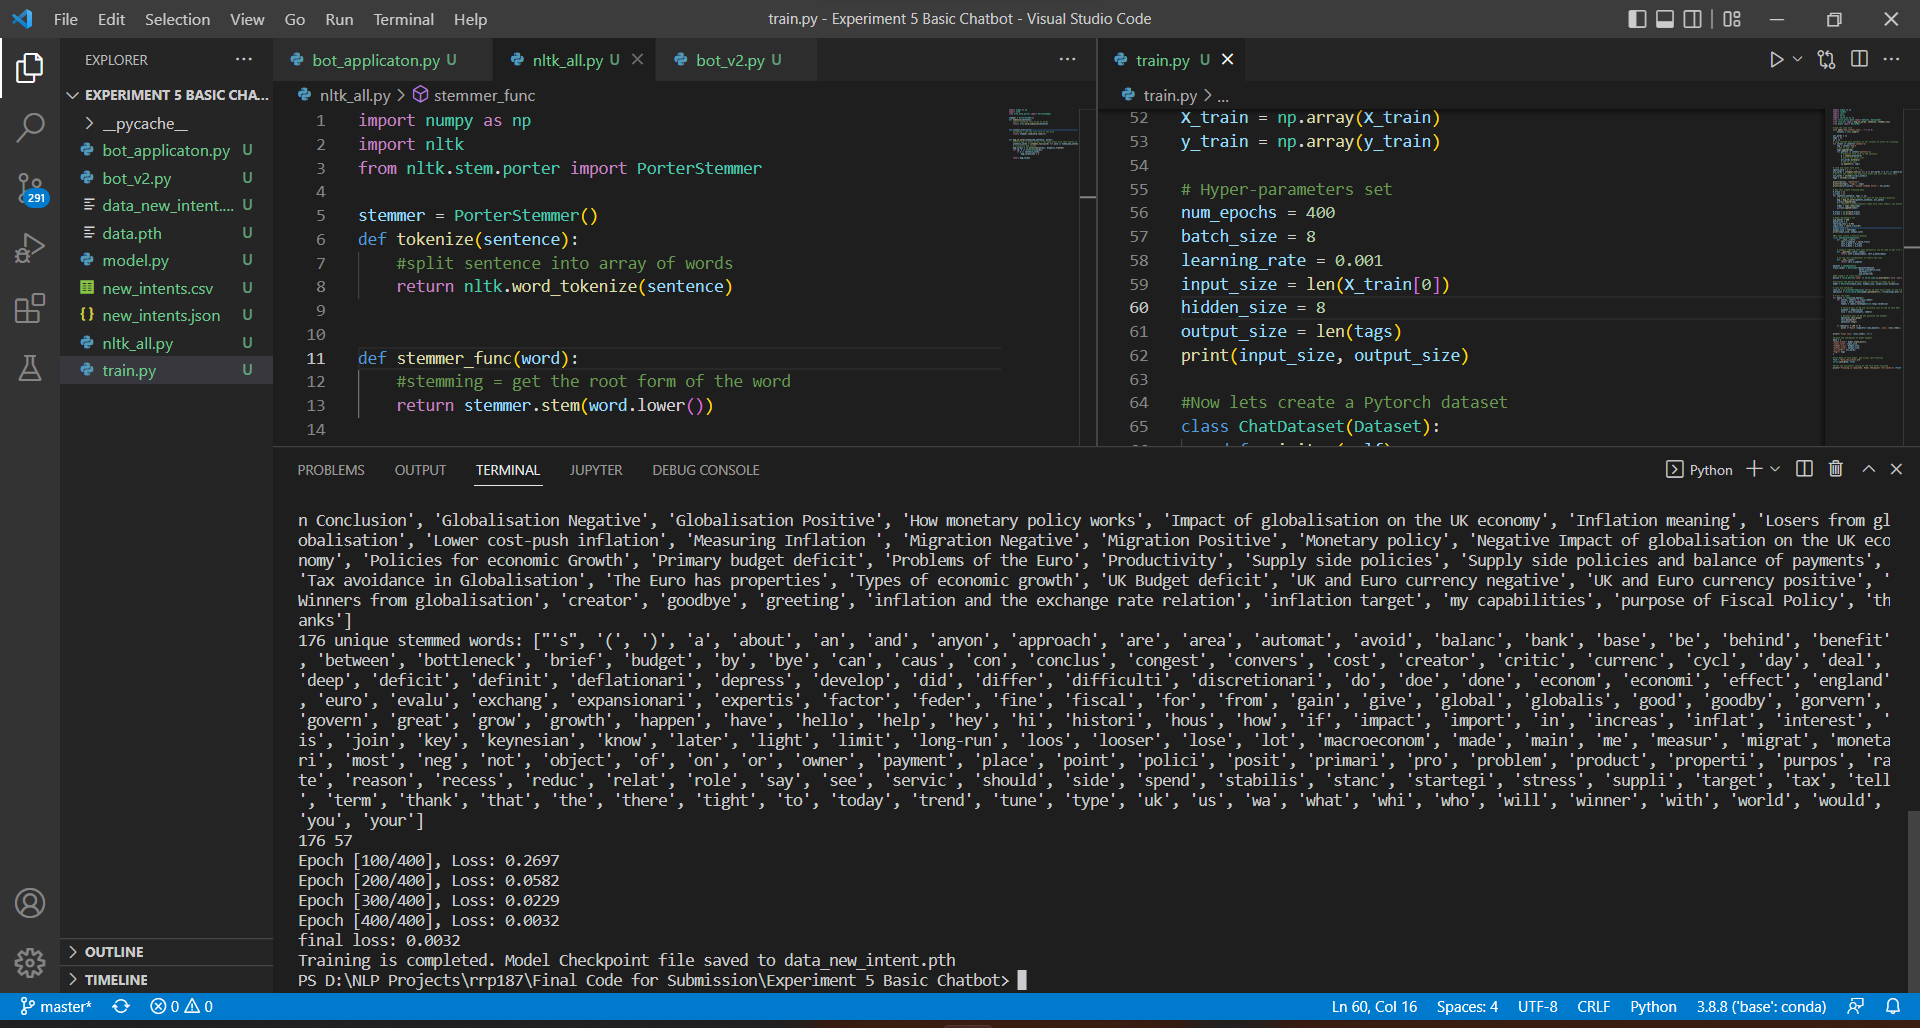 File Edit Selection View Go Run Terminal Help
train.py - Experiment 5 Basic Chatbot - Visual Studio Code
EXPLORER
EXPERIMENT 5 BASIC CHA...
__pycache__
bot_applicaton.py U
bot_v2.py U
data_new_intent.... U
data.pth U
model.py U
new_intents.csv U
new_intents.json U
nltk_all.py U
train.py U
OUTLINE
TIMELINE
291
bot_applicaton.py U
nltk_all.py U
bot_v2.py U
nltk_all.py > stemmer_func
1 import numpy as np
2 import nltk
3 from nltk.stem.porter import PorterStemmer
4
5 stemmer = PorterStemmer()
6 def tokenize(sentence):
7 #split sentence into array of words
8 return nltk.word_tokenize(sentence)
9
10
11 def stemmer_func(word):
12 #stemming = get the root form of the word
13 return stemmer.stem(word.lower())
14
train.py U
train.py > ...
52 X_train = np.array(X_train)
53 y_train = np.array(y_train)
54
55 # Hyper-parameters set
56 num_epochs = 400
57 batch_size = 8
58 learning_rate = 0.001
59 input_size = len(X_train[0])
60 hidden_size = 8
61 output_size = len(tags)
62 print(input_size, output_size)
63
64 #Now lets create a Pytorch dataset
65 class ChatDataset(Dataset):
PROBLEMS OUTPUT TERMINAL JUPYTER DEBUG CONSOLE
Python
n Conclusion', 'Globalisation Negative', 'Globalisation Positive', 'How monetary policy works', 'Impact of globalisation on the UK economy', 'Inflation meaning', 'Losers from gl
obalisation', 'Lower cost-push inflation', 'Measuring Inflation ', 'Migration Negative', 'Migration Positive', 'Monetary policy', 'Negative Impact of globalisation on the UK eco
nomy', 'Policies for economic Growth', 'Primary budget deficit', 'Problems of the Euro', 'Productivity', 'Supply side policies', 'Supply side policies and balance of payments',
'Tax avoidance in Globalisation', 'The Euro has properties', 'Types of economic growth', 'UK Budget deficit', 'UK and Euro currency negative', 'UK and Euro currency positive', '
Winners from globalisation', 'creator', 'goodbye', 'greeting', 'inflation and the exchange rate relation', 'inflation target', 'my capabilities', 'purpose of Fiscal Policy', 'th
anks']
176 unique stemmed words: ["'s", '(', ')', 'a', 'about', 'an', 'and', 'anyon', 'approach', 'are', 'area', 'automat', 'avoid', 'balanc', 'bank', 'base', 'be', 'behind', 'benefit'
, 'between', 'bottleneck', 'brief', 'budget', 'by', 'bye', 'can', 'caus', 'con', 'conclus', 'congest', 'convers', 'cost', 'creator', 'critic', 'currenc', 'cycl', 'day', 'deal',
'deep', 'deficit', 'definit', 'deflationari', 'depress', 'develop', 'did', 'differ', 'difficulti', 'discretionari', 'do', 'doe', 'done', 'econom', 'economi', 'effect', 'england'
, 'euro', 'evalu', 'exchang', 'expansionari', 'expertis', 'factor', 'feder', 'fine', 'fiscal', 'for', 'from', 'gain', 'give', 'global', 'globalis', 'good', 'goodby', 'gorvern',
'govern', 'great', 'grow', 'growth', 'happen', 'have', 'hello', 'help', 'hey', 'hi', 'histori', 'hous', 'how', 'if', 'impact', 'import', 'in', 'increas', 'inflat', 'interest', '
is', 'join', 'key', 'keynesian', 'know', 'later', 'light', 'limit', 'long-run', 'loos', 'looser', 'lose', 'lot', 'macroeconom', 'made', 'main', 'me', 'measur', 'migrat', 'moneta
ri', 'most', 'neg', 'not', 'object', 'of', 'on', 'or', 'owner', 'payment', 'place', 'point', 'polici', 'posit', 'primari', 'pro', 'problem', 'product', 'properti', 'purpos', 'ra
te', 'reason', 'recess', 'reduc', 'relat', 'role', 'say', 'see', 'servic', 'should', 'side', 'spend', 'stabilis', 'stanc', 'startegi', 'stress', 'suppli', 'target', 'tax', 'tell
', 'term', 'thank', 'that', 'the', 'there', 'tight', 'to', 'today', 'trend', 'tune', 'type', 'uk', 'us', 'wa', 'what', 'whi', 'who', 'will', 'winner', 'with', 'world', 'would',
'you', 'your']
176 57
Epoch [100/400], Loss: 0.2697
Epoch [200/400], Loss: 0.0582
Epoch [300/400], Loss: 0.0229
Epoch [400/400], Loss: 0.0032
final loss: 0.0032
Training is completed. Model Checkpoint file saved to data_new_intent.pth
PS D:\NLP Projects\rrp187\Final Code for Submission\Experiment 5 Basic Chatbot>
master* 0 0
Ln 60, Col 16 Spaces: 4 UTF-8 CRLF Python 3.8.8 ('base': conda)